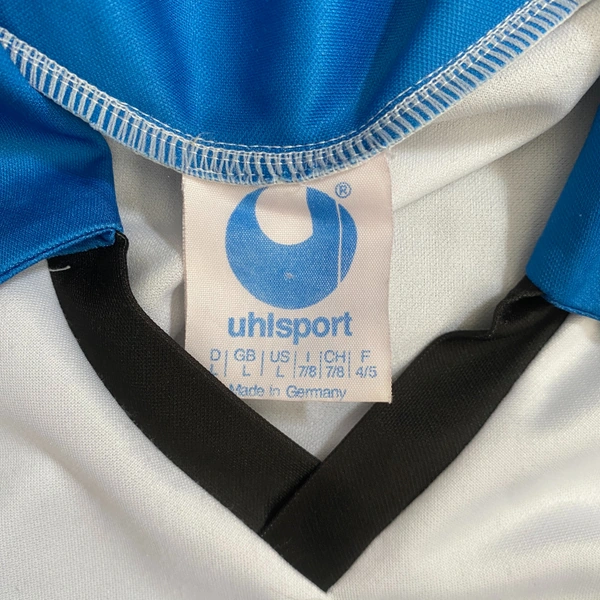 ®
uhlsport
D GB US I CH F
L L L 7/8 7/8 4/5
Made in Germany